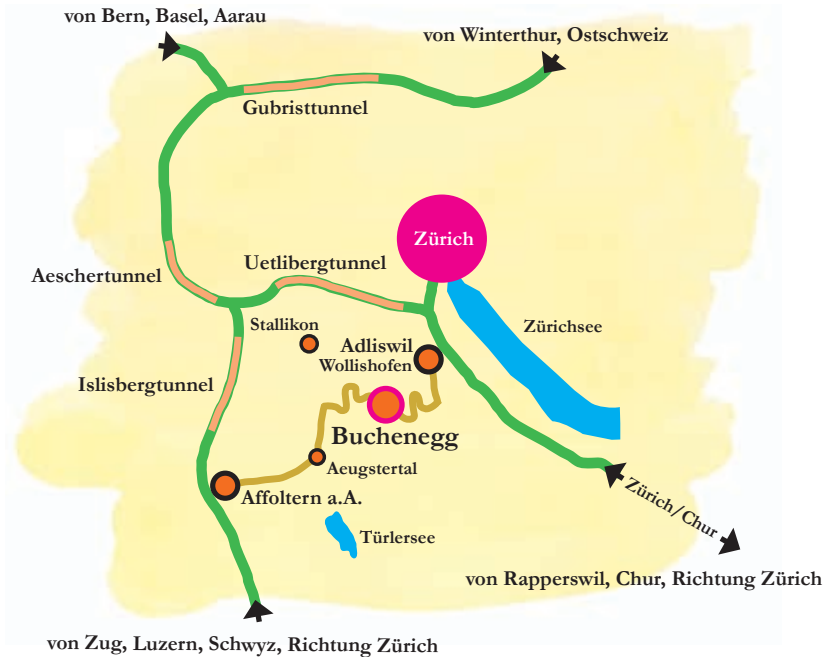 von Bern, Basel, Aarau
von Winterthur, Ostschweiz
Gubristtunnel
Zürich
Uetlibergtunnel
Aeschertunnel
Stallikon
Zürichsee
Adliswil
Wollishofen
Islisbergtunnel
Buchenegg
Aeugstertal
Affoltern a.A.
Zürich/Chur
Türlersee
von Rapperswil, Chur, Richtung Zürich
von Zug, Luzern, Schwyz, Richtung Zürich